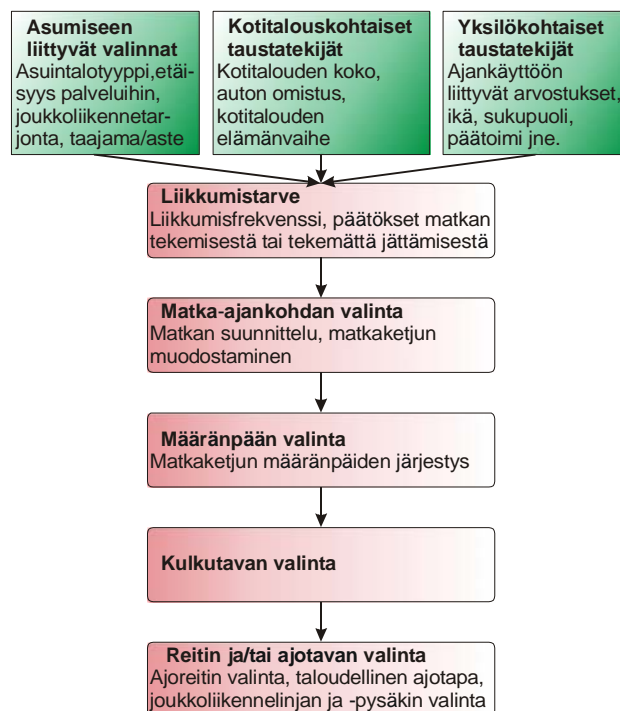 Asumiseen
liittyvät valinnat
Asuintalotyyppi,etäi-
syys palveluihin,
joukkoliikennetar-
jonta, taajama/aste
Kotitalouskohtaiset
taustatekijät
Kotitalouden koko,
auton omistus,
kotitalouden
elämänvaihe
Yksilökohtaiset
taustatekijät
Ajankäyttöön
liittyvät arvostukset,
ikä, sukupuoli,
päätoimi jne.
Liikkumistarve
Liikkumisfrekvenssi, päätökset matkan
tekemisestä tai tekemättä jättämisestä
Matka-ajankohdan valinta
Matkan suunnittelu, matkaketjun
muodostaminen
Määränpään valinta
Matkaketjun määränpäiden järjestys
Kulkutavan valinta
Reitin ja/tai ajotavan valinta
Ajoreitin valinta, taloudellinen ajotapa,
joukkoliikennelinjan ja -pysäkin valinta